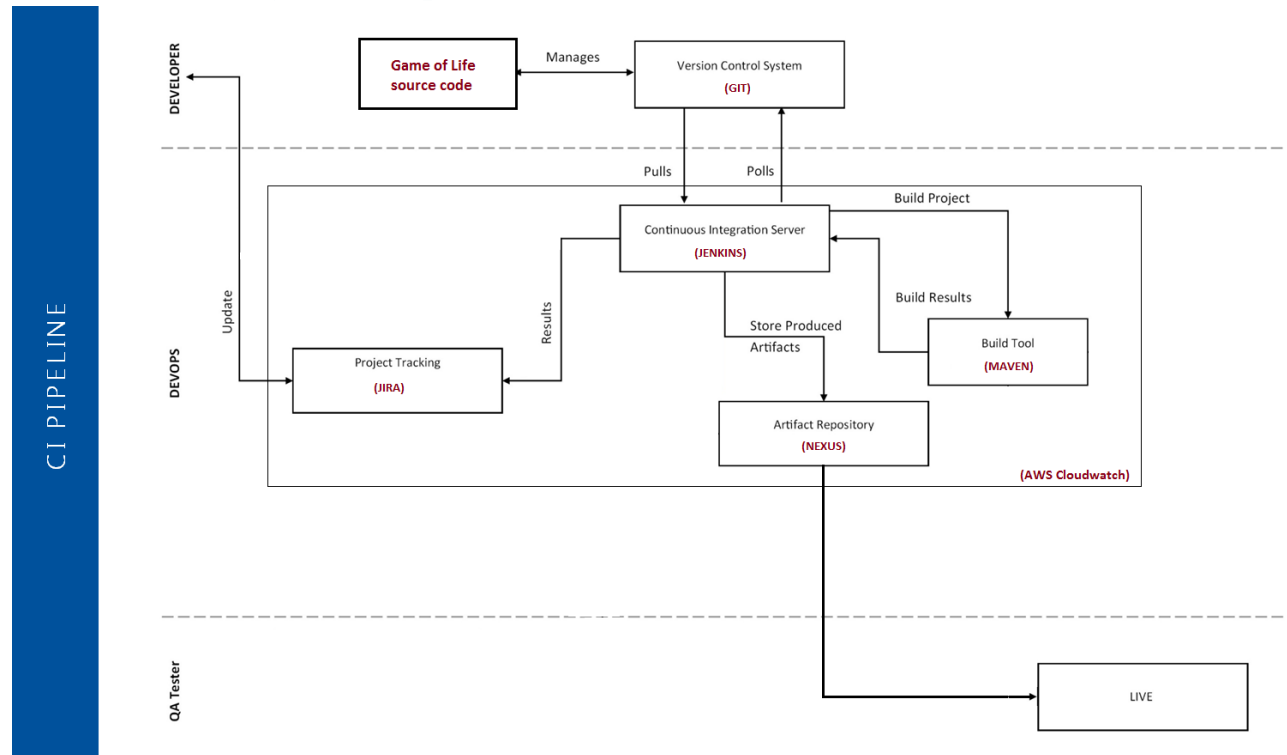 CI PIPELINE
DEVELOPER
Game of Life
source code
Manages
Version Control System
(GIT)
Pulls
Polls
DEVOPS
Build Project
Continuous Integration Server
(JENKINS)
Update
Results
Build Results
Store Produced
Artifacts
Build Tool
(MAVEN)
Project Tracking
(JIRA)
Artifact Repository
(NEXUS)
(AWS Cloudwatch)
QA Tester
LIVE